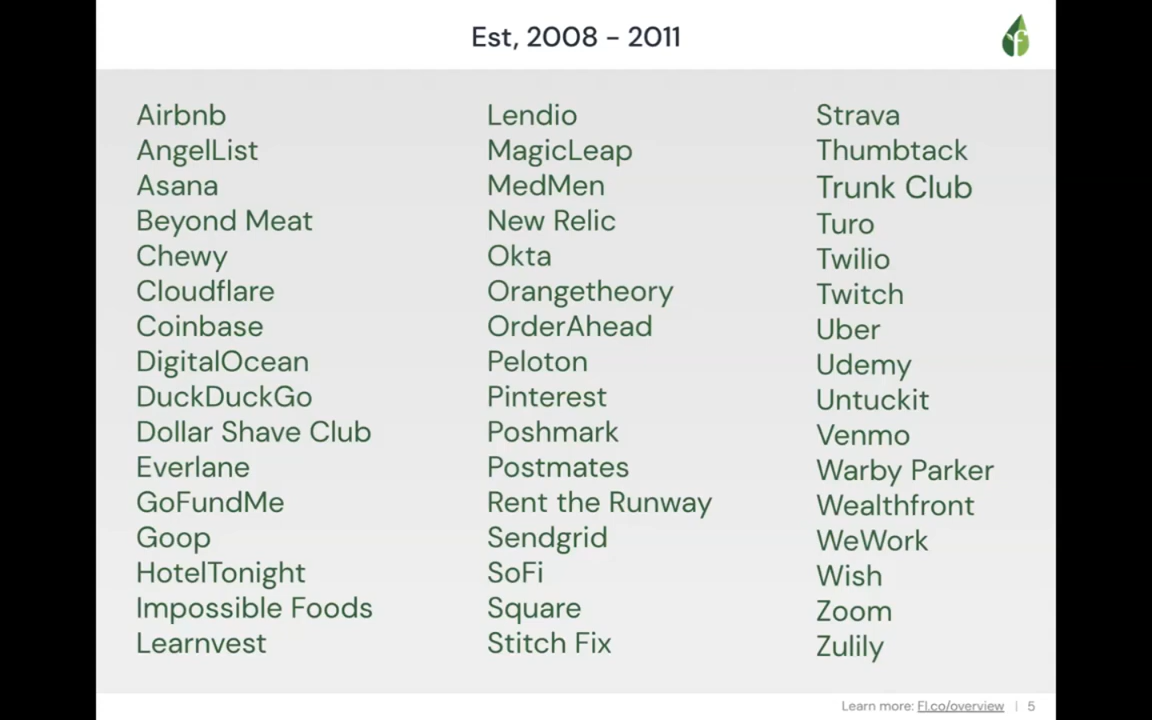 Est, 2008 - 2011
Airbnb
AngelList
Asana
Beyond Meat
Chewy
Cloudflare
Coinbase
DigitalOcean
DuckDuckGo
Dollar Shave Club
Everlane
GoFundMe
Goop
HotelTonight
Impossible Foods
Learnvest
Lendio
MagicLeap
MedMen
New Relic
Okta
Orangetheory
OrderAhead
Peloton
Pinterest
Poshmark
Postmates
Rent the Runway
Sendgrid
SoFi
Square
Stitch Fix
Strava
Thumbtack
Trunk Club
Turo
Twilio
Twitch
Uber
Udemy
Untuckit
Venmo
Warby Parker
Wealthfront
WeWork
Wish
Zoom
Zulily
Learn more: FI.co/overview | 5